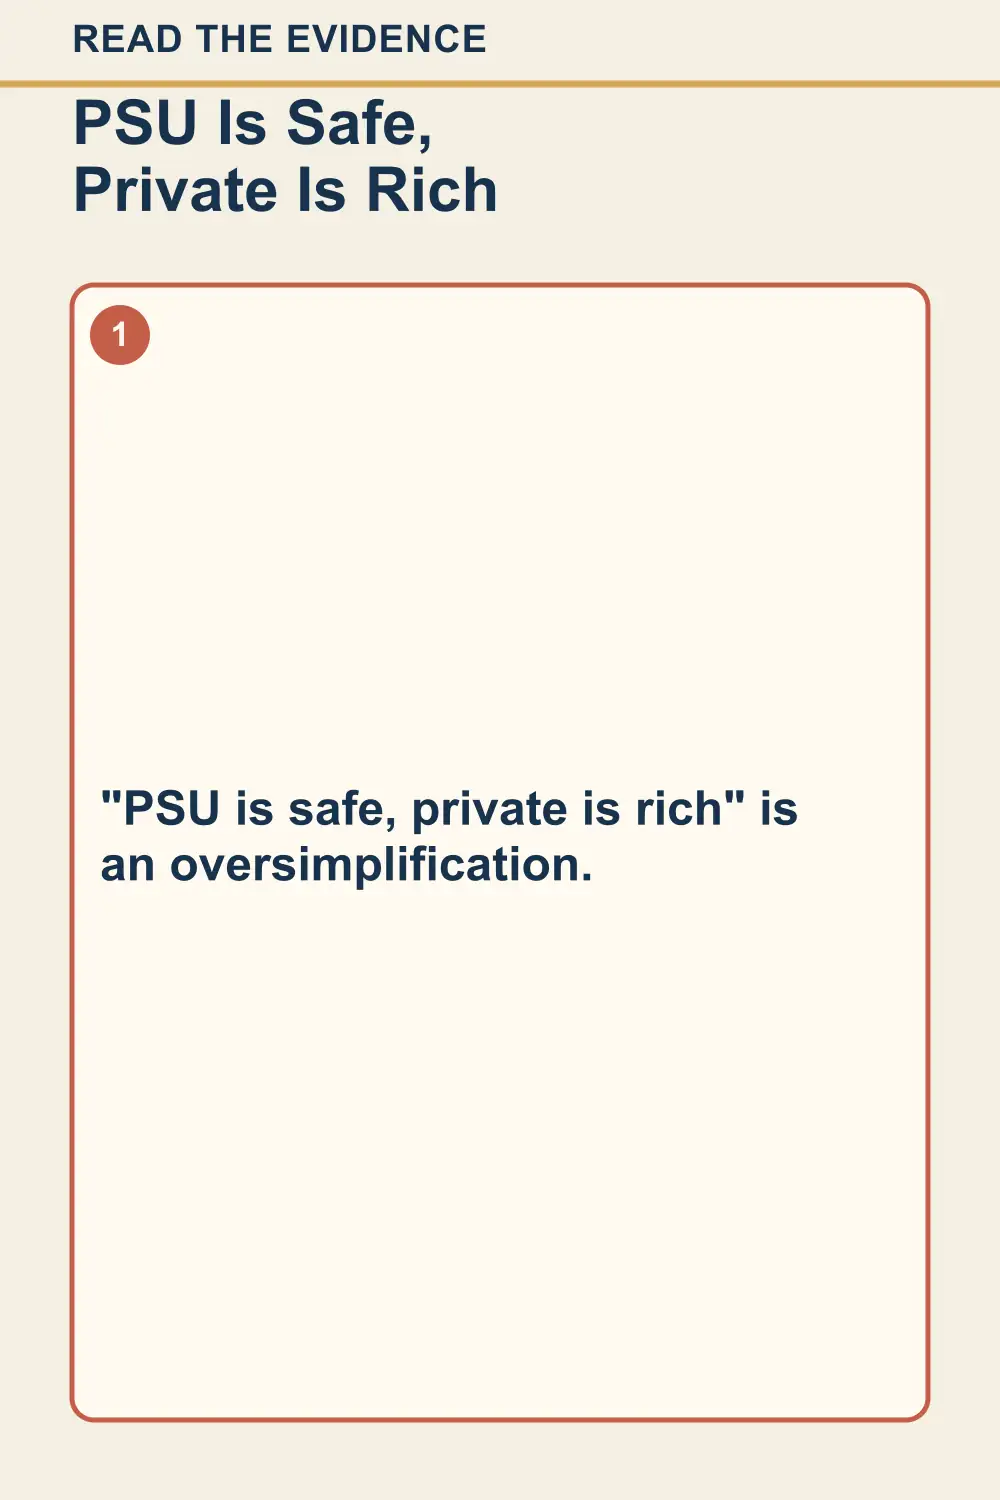 READ THE EVIDENCE
PSU Is Safe,
Private Is Rich
1
"PSU is safe, private is rich" is
an oversimplification.